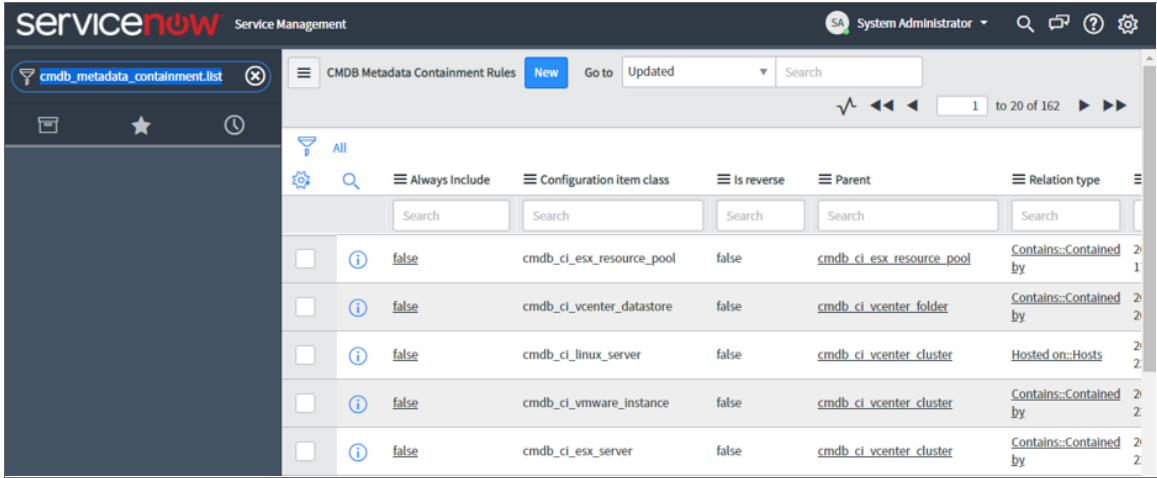 servicenow Service Management
SA System Administrator
cmdb_metadata_containment.list
CMDB Metadata Containment Rules New Go to Updated Search
1 to 20 of 162
All
Always Include Configuration item class Is reverse Parent Relation type
Search Search Search Search Search
false cmdb_ci_esx_resource_pool false cmdb_ci_esx_resource_pool Contains::Contained
by
false cmdb_ci_vcenter_datastore false cmdb_ci_vcenter_folder Contains::Contained
by
false cmdb_ci_linux_server false cmdb_ci_vcenter_cluster Hosted on::Hosts
false cmdb_ci_vmware_instance false cmdb_ci_vcenter_cluster Contains::Contained
by
false cmdb_ci_esx_server false cmdb_ci_vcenter_cluster Contains::Contained
by